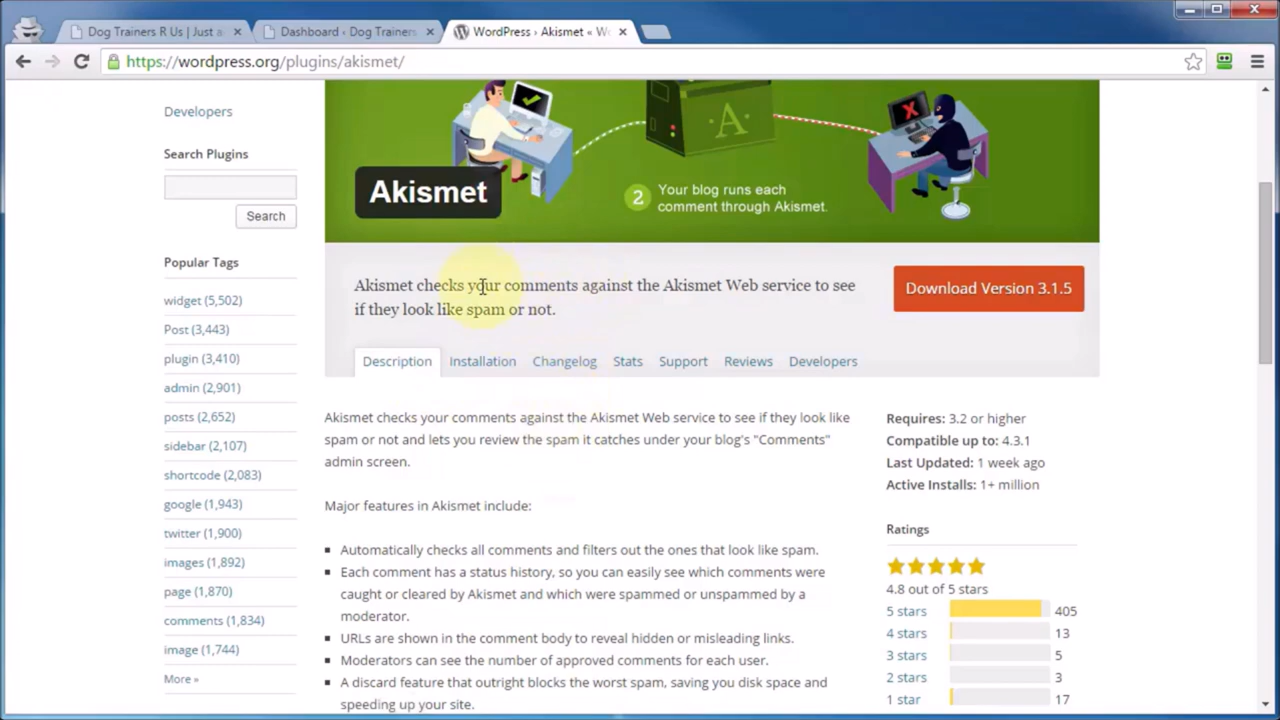 Dog Trainers R Us | Just a
Dashboard ‹ Dog Trainers
WordPress › Akismet « Wo
https://wordpress.org/plugins/akismet/
Developers
Search Plugins
Search
Popular Tags
widget (5,502)
Post (3,443)
plugin (3,410)
admin (2,901)
posts (2,652)
sidebar (2,107)
shortcode (2,083)
google (1,943)
twitter (1,900)
images (1,892)
page (1,870)
comments (1,834)
image (1,744)
More »
A
Akismet
2 Your blog runs each
comment through Akismet.
Akismet checks your comments against the Akismet Web service to see
if they look like spam or not.
Download Version 3.1.5
Description Installation Changelog Stats Support Reviews Developers
Akismet checks your comments against the Akismet Web service to see if they look like
spam or not and lets you review the spam it catches under your blog's "Comments"
admin screen.
Major features in Akismet include:
Automatically checks all comments and filters out the ones that look like spam.
Each comment has a status history, so you can easily see which comments were
caught or cleared by Akismet and which were spammed or unspammed by a
moderator.
URLs are shown in the comment body to reveal hidden or misleading links.
Moderators can see the number of approved comments for each user.
A discard feature that outright blocks the worst spam, saving you disk space and
speeding up your site.
Requires: 3.2 or higher
Compatible up to: 4.3.1
Last Updated: 1 week ago
Active Installs: 1+ million
Ratings
4.8 out of 5 stars
5 stars 405
4 stars 13
3 stars 5
2 stars 3
1 star 17